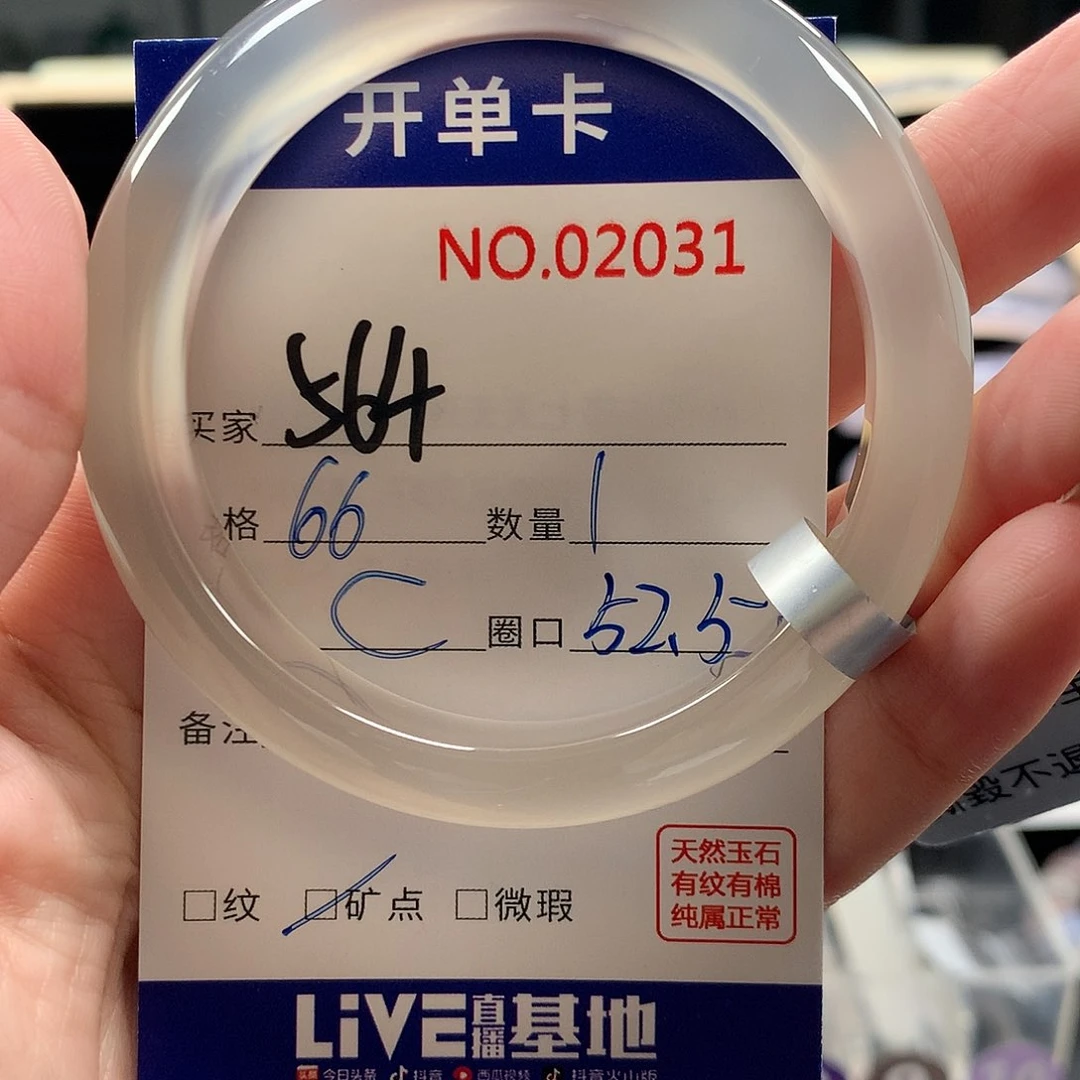 开单卡
NO.02031
买家 564
格 66 数量 1
C 圈口 52.5
备注
□纹 □矿点 □微瑕
天然玉石
有纹有棉
纯属正常
LiVE直播基地
今日头条 抖音 西瓜视频 抖音火山版
毁不退